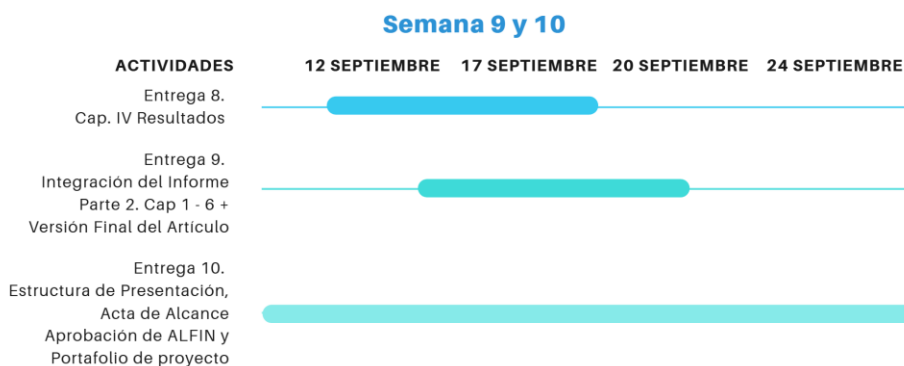 Semana 9 y 10
ACTIVIDADES 12 SEPTIEMBRE 17 SEPTIEMBRE 20 SEPTIEMBRE 24 SEPTIEMBRE
Entrega 8.
Cap. IV Resultados
Entrega 9.
Integración del Informe
Parte 2. Cap 1 - 6 +
Versión Final del Artículo
Entrega 10.
Estructura de Presentación,
Acta de Alcance
Aprobación de ALFIN y
Portafolio de proyecto